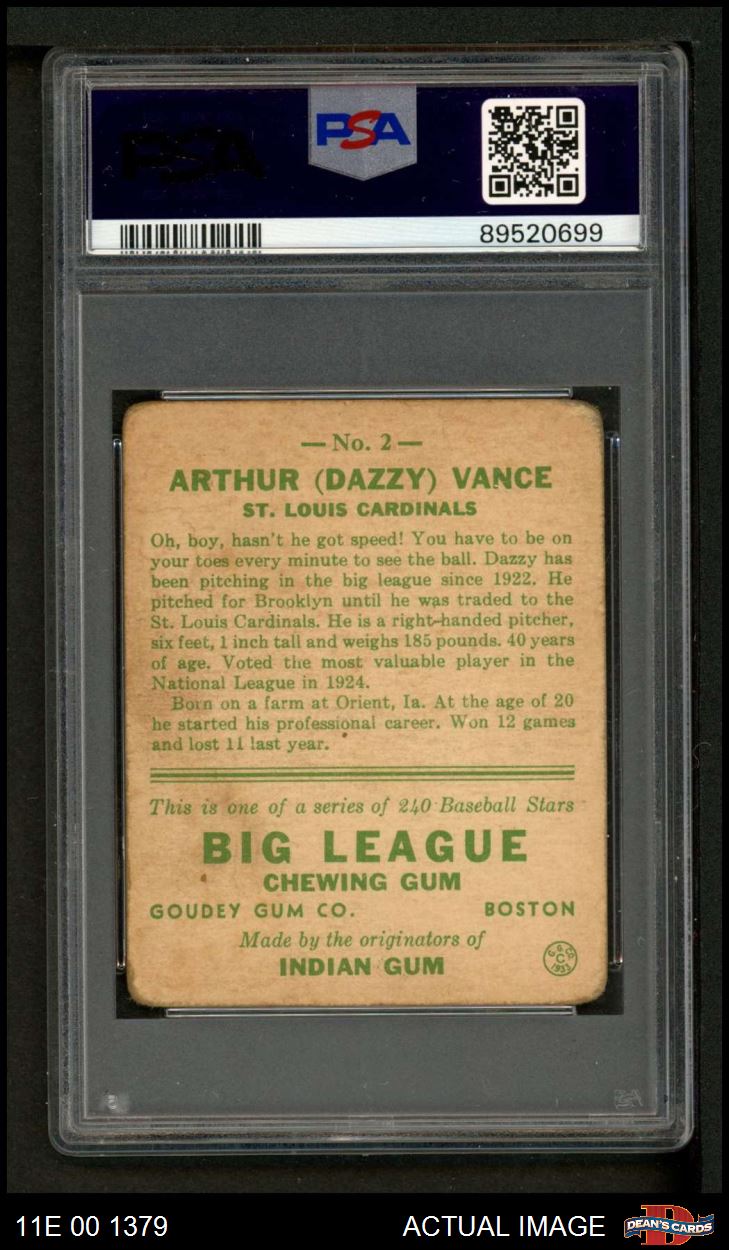 PSA
PSA
89520699
— No. 2 —
ARTHUR (DAZZY) VANCE
ST. LOUIS CARDINALS
Oh, boy, hasn't he got speed! You have to be on
your toes every minute to see the ball. Dazzy has
been pitching in the big league since 1922. He
pitched for Brooklyn until he was traded to the
St. Louis Cardinals. He is a right-handed pitcher,
six feet, 1 inch tall and weighs 185 pounds. 40 years
of age. Voted the most valuable player in the
National League in 1924.
Born on a farm at Orient, Ia. At the age of 20
he started his professional career. Won 12 games
and lost 11 last year.
This is one of a series of 240 Baseball Stars
BIG LEAGUE
CHEWING GUM
GOUDEY GUM CO. BOSTON
Made by the originators of
INDIAN GUM
G. G. CO.
C
1933
PSA
11E 00 1379 ACTUAL IMAGE DEAN'S CARDS